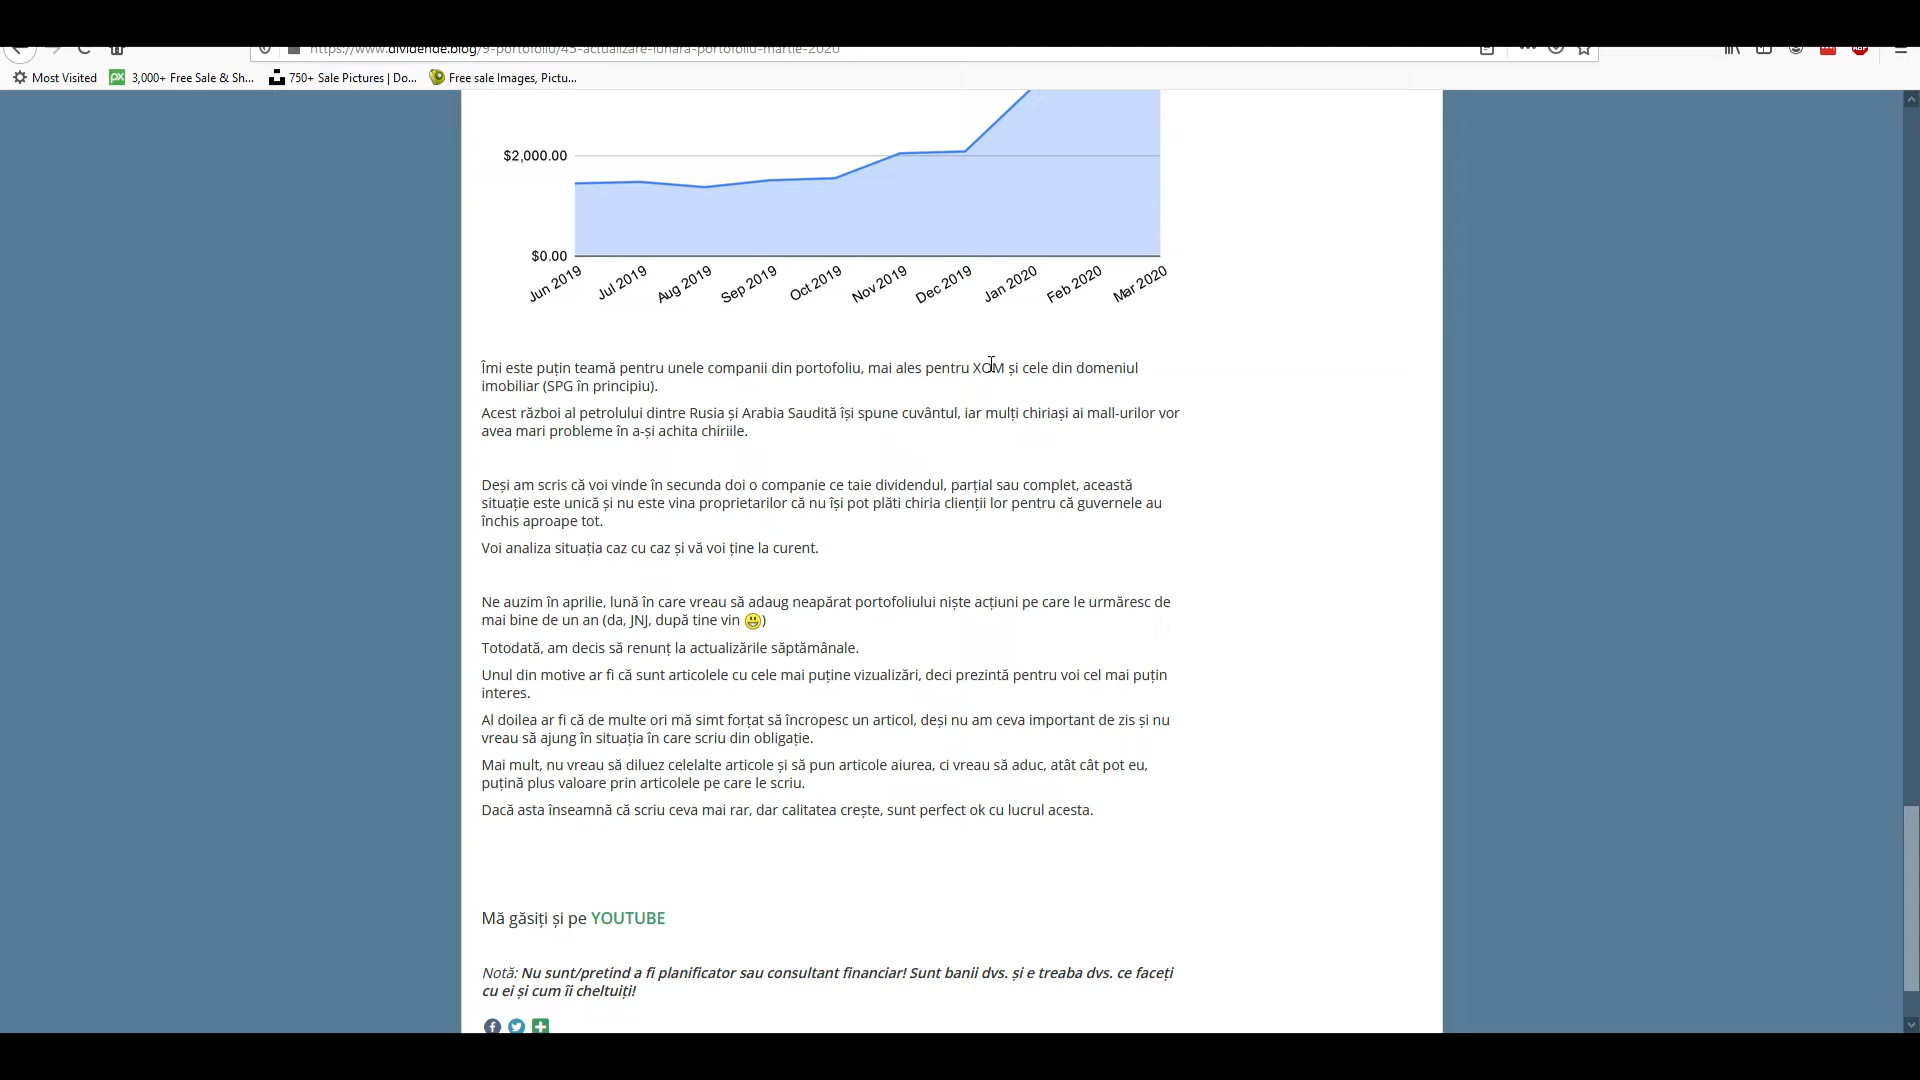 https://www.dividende.blog/9-portofoliu/45-actualizare-lunara-portofoliu-martie-2020
Most Visited
3,000+ Free Sale & Sh...
750+ Sale Pictures | Do...
Free sale Images, Pictu...
$2,000.00
$0.00
Jun 2019
Jul 2019
Aug 2019
Sep 2019
Oct 2019
Nov 2019
Dec 2019
Jan 2020
Feb 2020
Mar 2020
Îmi este puțin teamă pentru unele companii din portofoliu, mai ales pentru XOM și cele din domeniul
imobiliar (SPG în principiu).
Acest război al petrolului dintre Rusia și Arabia Saudită își spune cuvântul, iar mulți chiriași ai mall-urilor vor
avea mari probleme în a-și achita chiriile.
Deși am scris că voi vinde în secunda doi o companie ce taie dividendul, parțial sau complet, această
situație este unică și nu este vina proprietarilor că nu își pot plăti chiria clienții lor pentru că guvernele au
închis aproape tot.
Voi analiza situația caz cu caz și vă voi ține la curent.
Ne auzim în aprilie, lună în care vreau să adaug neapărat portofoliului niște acțiuni pe care le urmăresc de
mai bine de un an (da, JNJ, după tine vin )
Totodată, am decis să renunț la actualizările săptămânale.
Unul din motive ar fi că sunt articolele cu cele mai puține vizualizări, deci prezintă pentru voi cel mai puțin
interes.
Al doilea ar fi că de multe ori mă simt forțat să încropesc un articol, deși nu am ceva important de zis și nu
vreau să ajung în situația în care scriu din obligație.
Mai mult, nu vreau să diluez celelalte articole și să pun articole aiurea, ci vreau să aduc, atât cât pot eu,
puțină plus valoare prin articolele pe care le scriu.
Dacă asta înseamnă că scriu ceva mai rar, dar calitatea crește, sunt perfect ok cu lucrul acesta.
Mă găsiți și pe YOUTUBE
Notă: Nu sunt/pretind a fi planificator sau consultant financiar! Sunt banii dvs. și e treaba dvs. ce faceți
cu ei și cum îi cheltuiți!